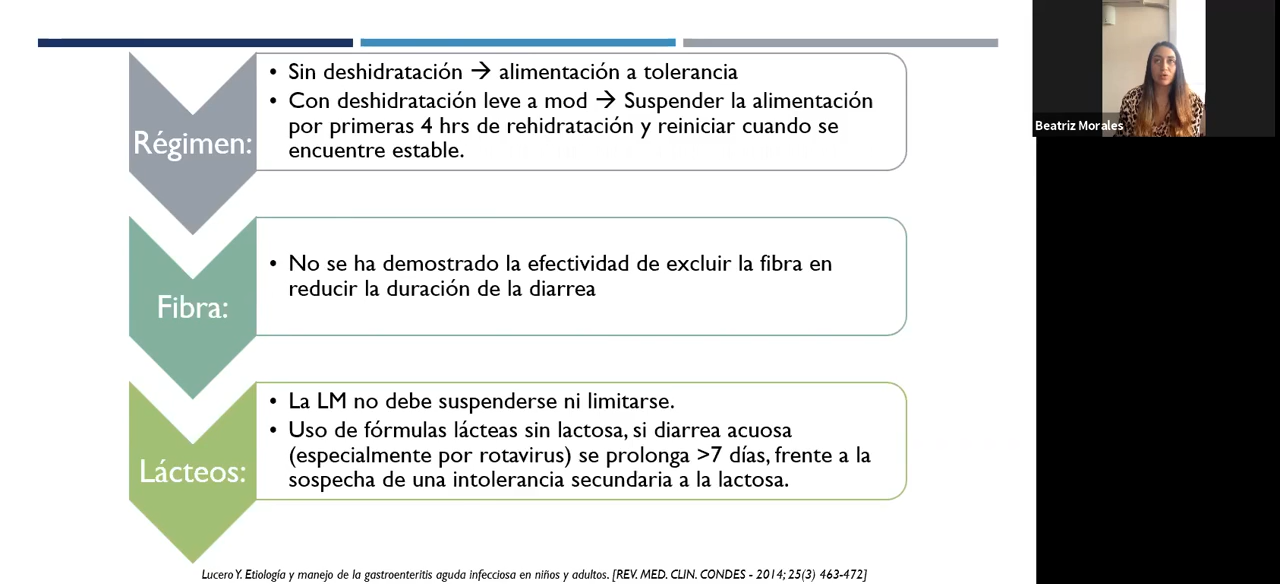 Régimen:
• Sin deshidratación → alimentación a tolerancia
• Con deshidratación leve a mod → Suspender la alimentación
por primeras 4 hrs de rehidratación y reiniciar cuando se
encuentre estable.
Fibra:
• No se ha demostrado la efectividad de excluir la fibra en
reducir la duración de la diarrea
Lácteos:
• La LM no debe suspenderse ni limitarse.
• Uso de fórmulas lácteas sin lactosa, si diarrea acuosa
(especialmente por rotavirus) se prolonga >7 días, frente a la
sospecha de una intolerancia secundaria a la lactosa.
Lucero Y. Etiología y manejo de la gastroenteritis aguda infecciosa en niños y adultos. [REV. MED. CLIN. CONDES - 2014; 25(3) 463-472]
Beatriz Morales